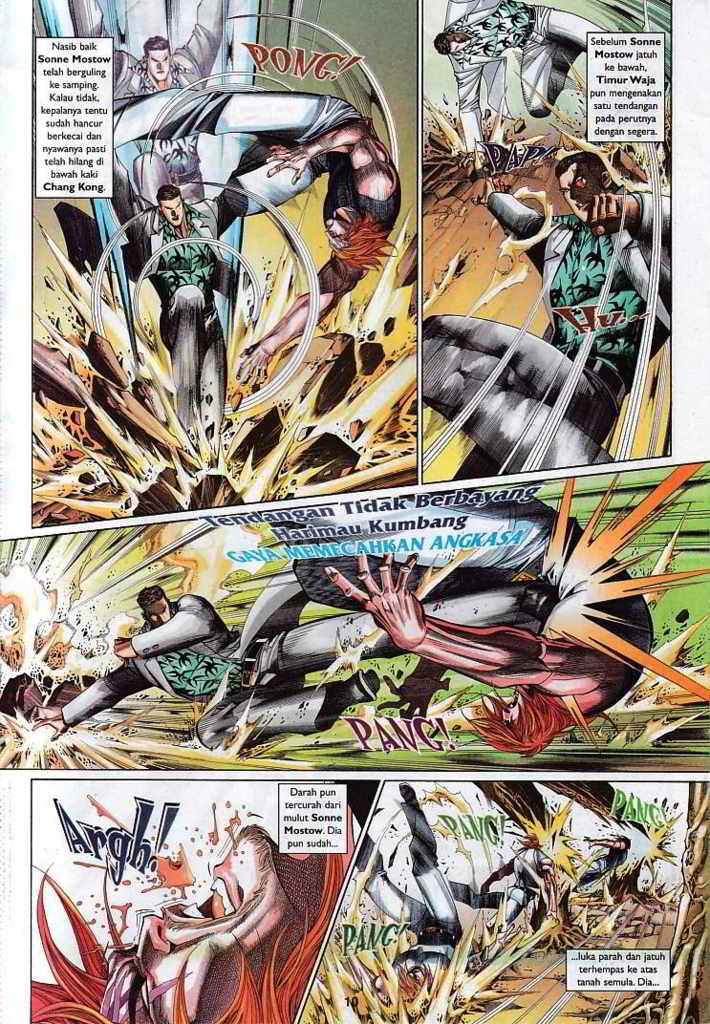 Nasib baik
Sonne Mostow
telah berguling
ke samping.
Kalau tidak,
kepalanya tentu
sudah hancur
berkecai dan
nyawanya pasti
telah hilang di
bawah kaki
Chang Kong.
PONG!
Sebelum Sonne
Mostow jatuh
ke bawah,
Timur Waja
pun mengenakan
satu tendangan
pada perutnya
dengan segera.
PAP!
Hu...
Tendangan Tidak Berbayang
Harimau Kumbang
GAYA MEMECAHKAN ANGKASA
PANG!
Argh!
Darah pun
tercurah dari
mulut Sonne
Mostow. Dia
pun sudah...
PANG!
PANG!
PANG!
...luka parah dan jatuh
terhempas ke atas
tanah semula. Dia...
10